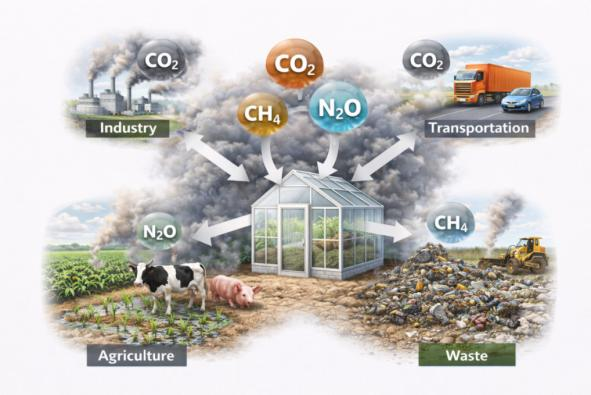 CO₂
CO₂
CO₂
CH₄
N₂O
Industry
Transportation
N₂O
CH₄
Agriculture
Waste